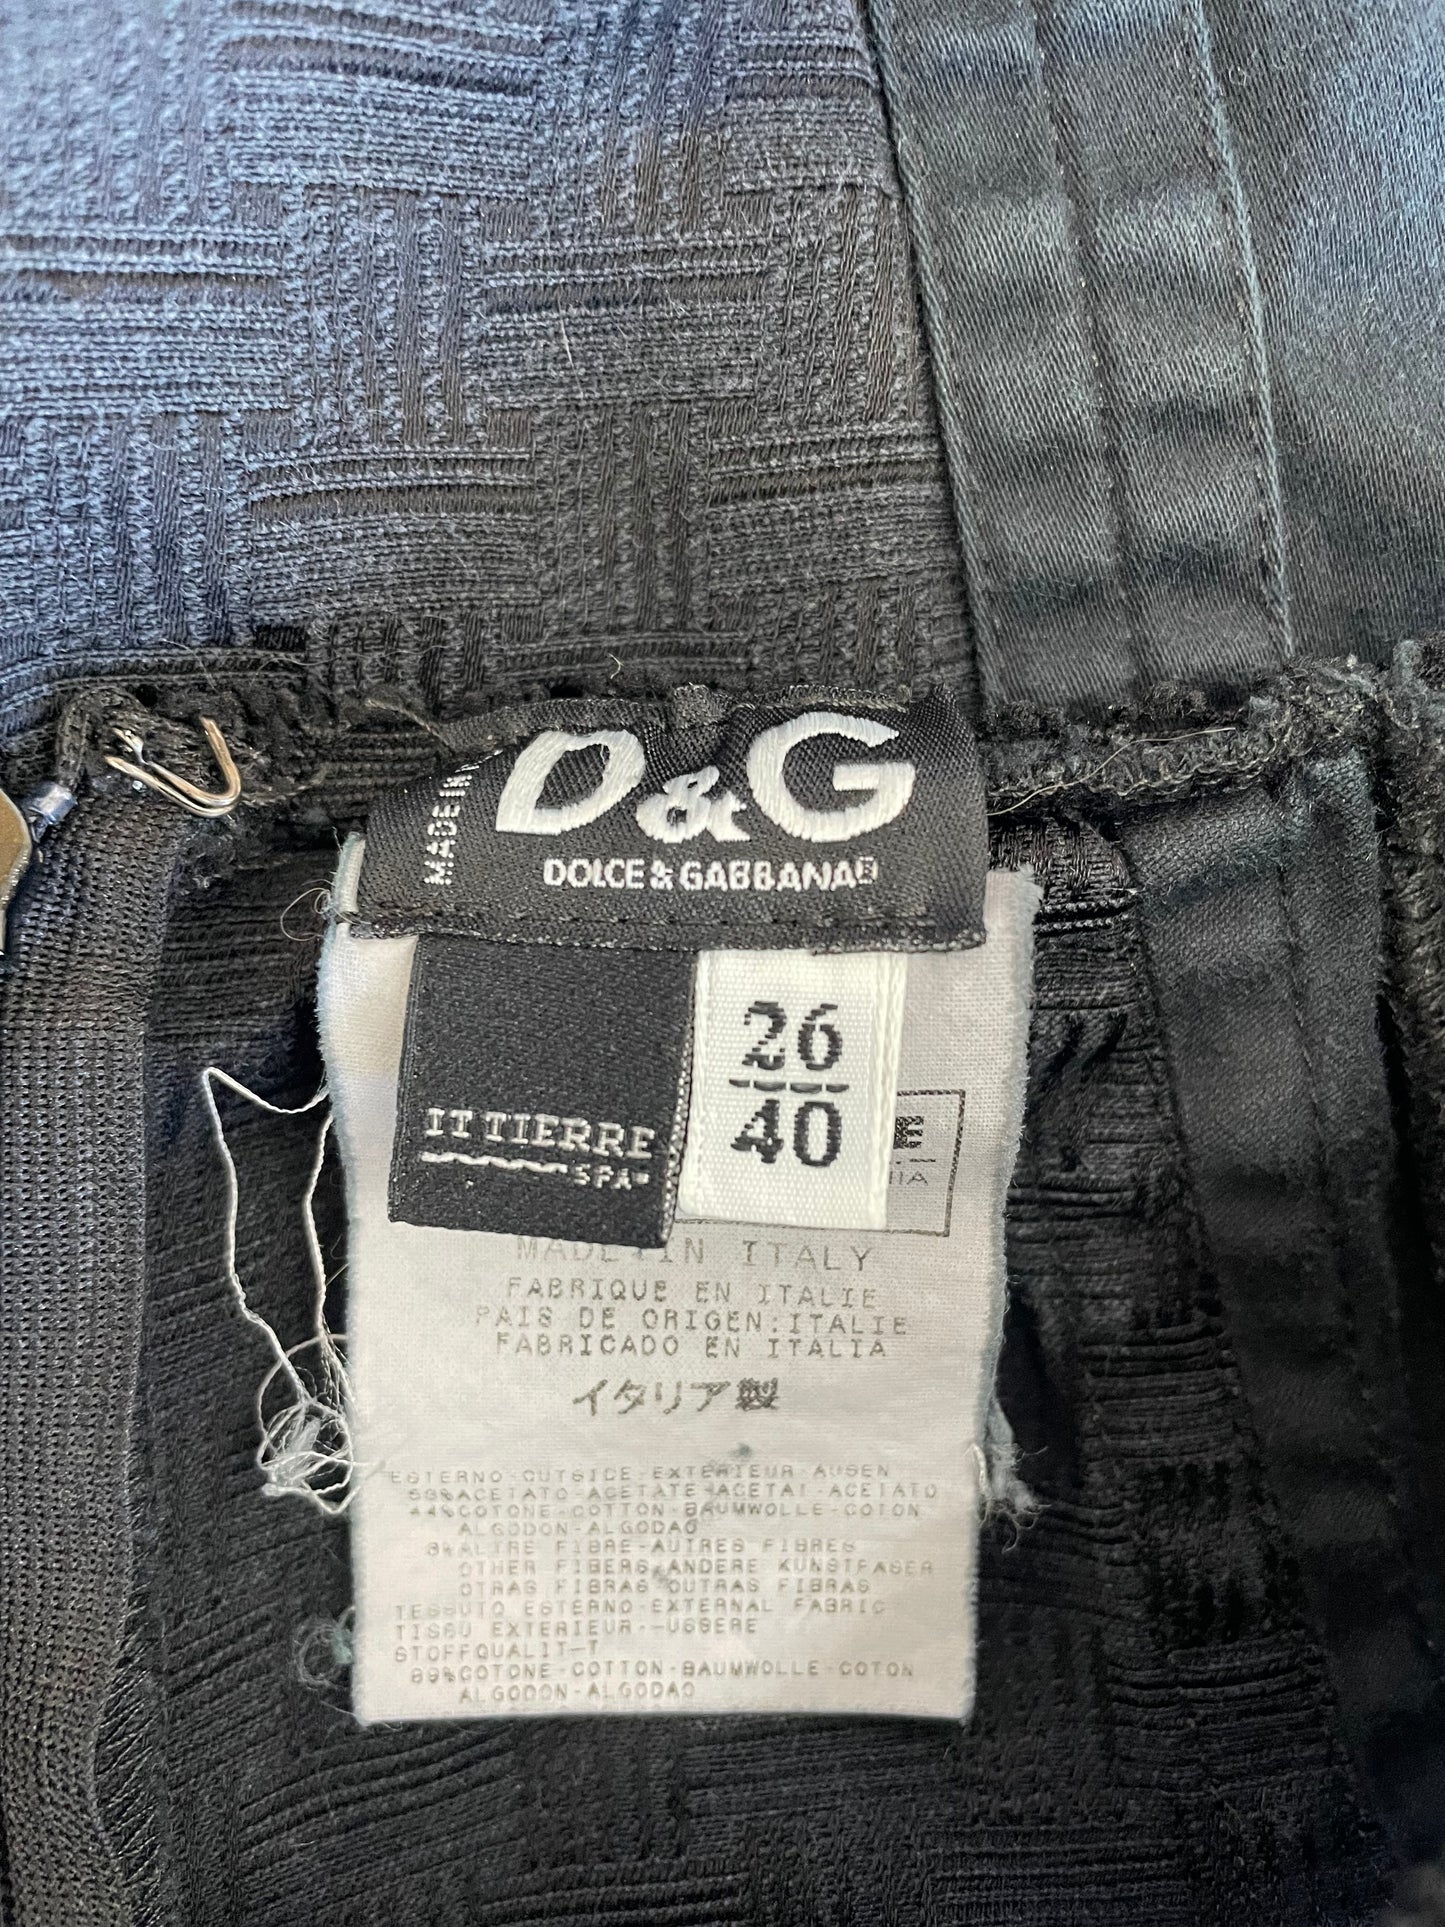 MADE IN
D&G
DOLCE & GABBANA®
IT TIERRE
SPA®
26
40
E
IIA
MADE IN ITALY
FABRIQUE EN ITALIE
PAIS DE ORIGEN:ITALIE
FABRICADO EN ITALIA
イタリア製
ESTERNO-OUTSIDE-EXTERIEUR-AUSEN
ACETATO-ACETATE-ACETAT-ACETATO
44%COTONE-COTTON-BAUMWOLLE-COTON
ALGODON-ALGODAO
FIBRE-AUTRES FIBRES
OTHER FIBERS-ANDERE KUNSTFASER
OTRAS FIBRAS-OUTRAS FIBRAS
TESSUTO ESTERNO-EXTERNAL FABRIC
TISSU EXTERIEUR--USSERE
STOFFQUALIT-T
COTONE-COTTON-BAUMWOLLE-COTON
ALGODON-ALGODAO